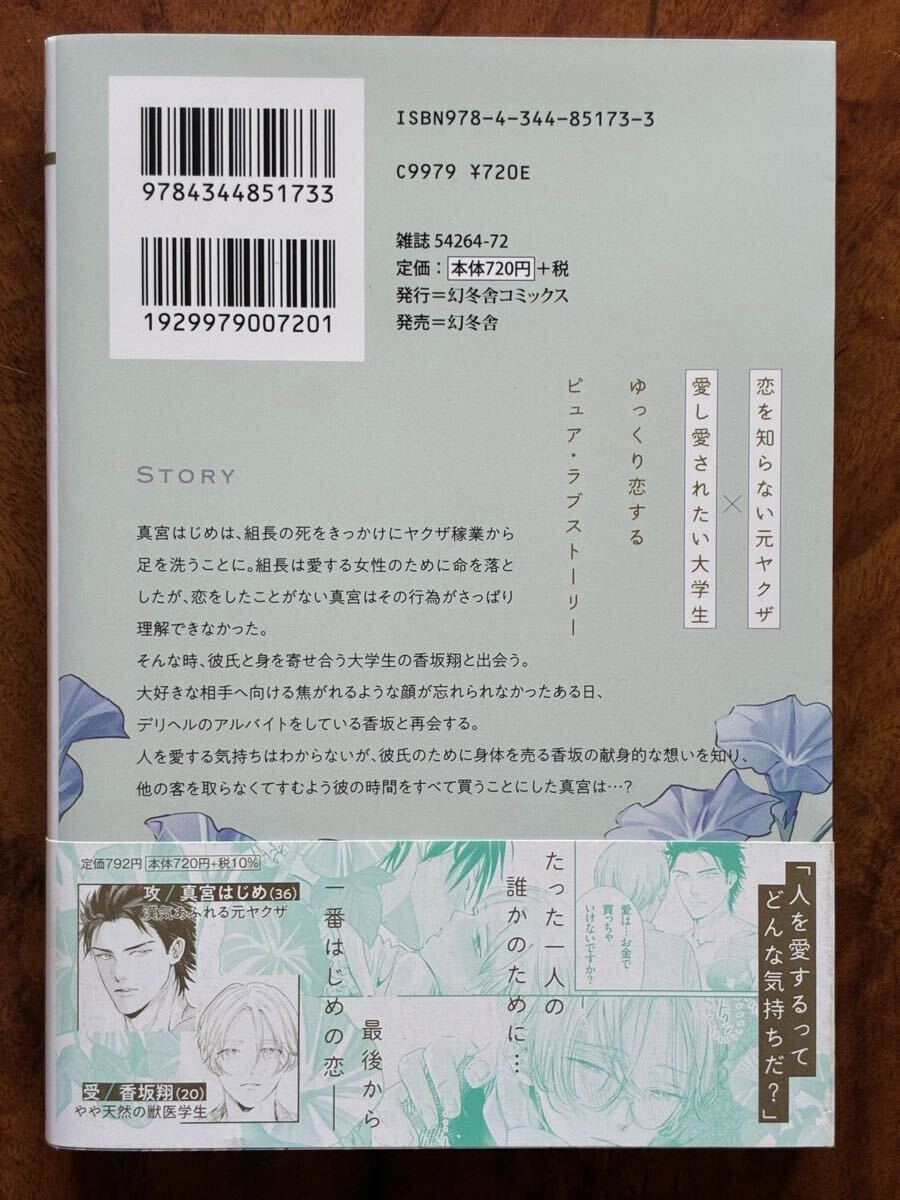 9784344851733
1929979007201
ISBN978-4-344-85173-3
C9979 ¥720E
雑誌 54264-72
定価：本体720円+税
発行＝幻冬舎コミックス
発売＝幻冬舎
恋を知らない元ヤクザ
×
愛し愛されたい大学生
ゆっくり恋する
ピュア・ラブストーリー
STORY
真宮はじめは、組長の死をきっかけにヤクザ稼業から
足を洗うことに。組長は愛する女性のために命を落と
したが、恋をしたことがない真宮はその行為がさっぱり
理解できなかった。
そんな時、彼氏と身を寄せ合う大学生の香坂翔と出会う。
大好きな相手へ向ける焦がれるような顔が忘れられなかったある日、
デリヘルのアルバイトをしている香坂と再会する。
人を愛する気持ちはわからないが、彼氏のために身体を売る香坂の献身的な想いを知り、
他の客を取らなくてすむよう彼の時間をすべて買うことにした真宮は…？
定価792円 本体720円+税10%
攻/真宮はじめ(36)
漢気あふれる元ヤクザ
受/香坂翔(20)
やや天然の獣医学生
「人を愛するって
どんな気持ちだ？」
愛は…お金で
買っちゃ
いけないですか？
たった一人の
誰かのために…
最後から
一番はじめの恋――